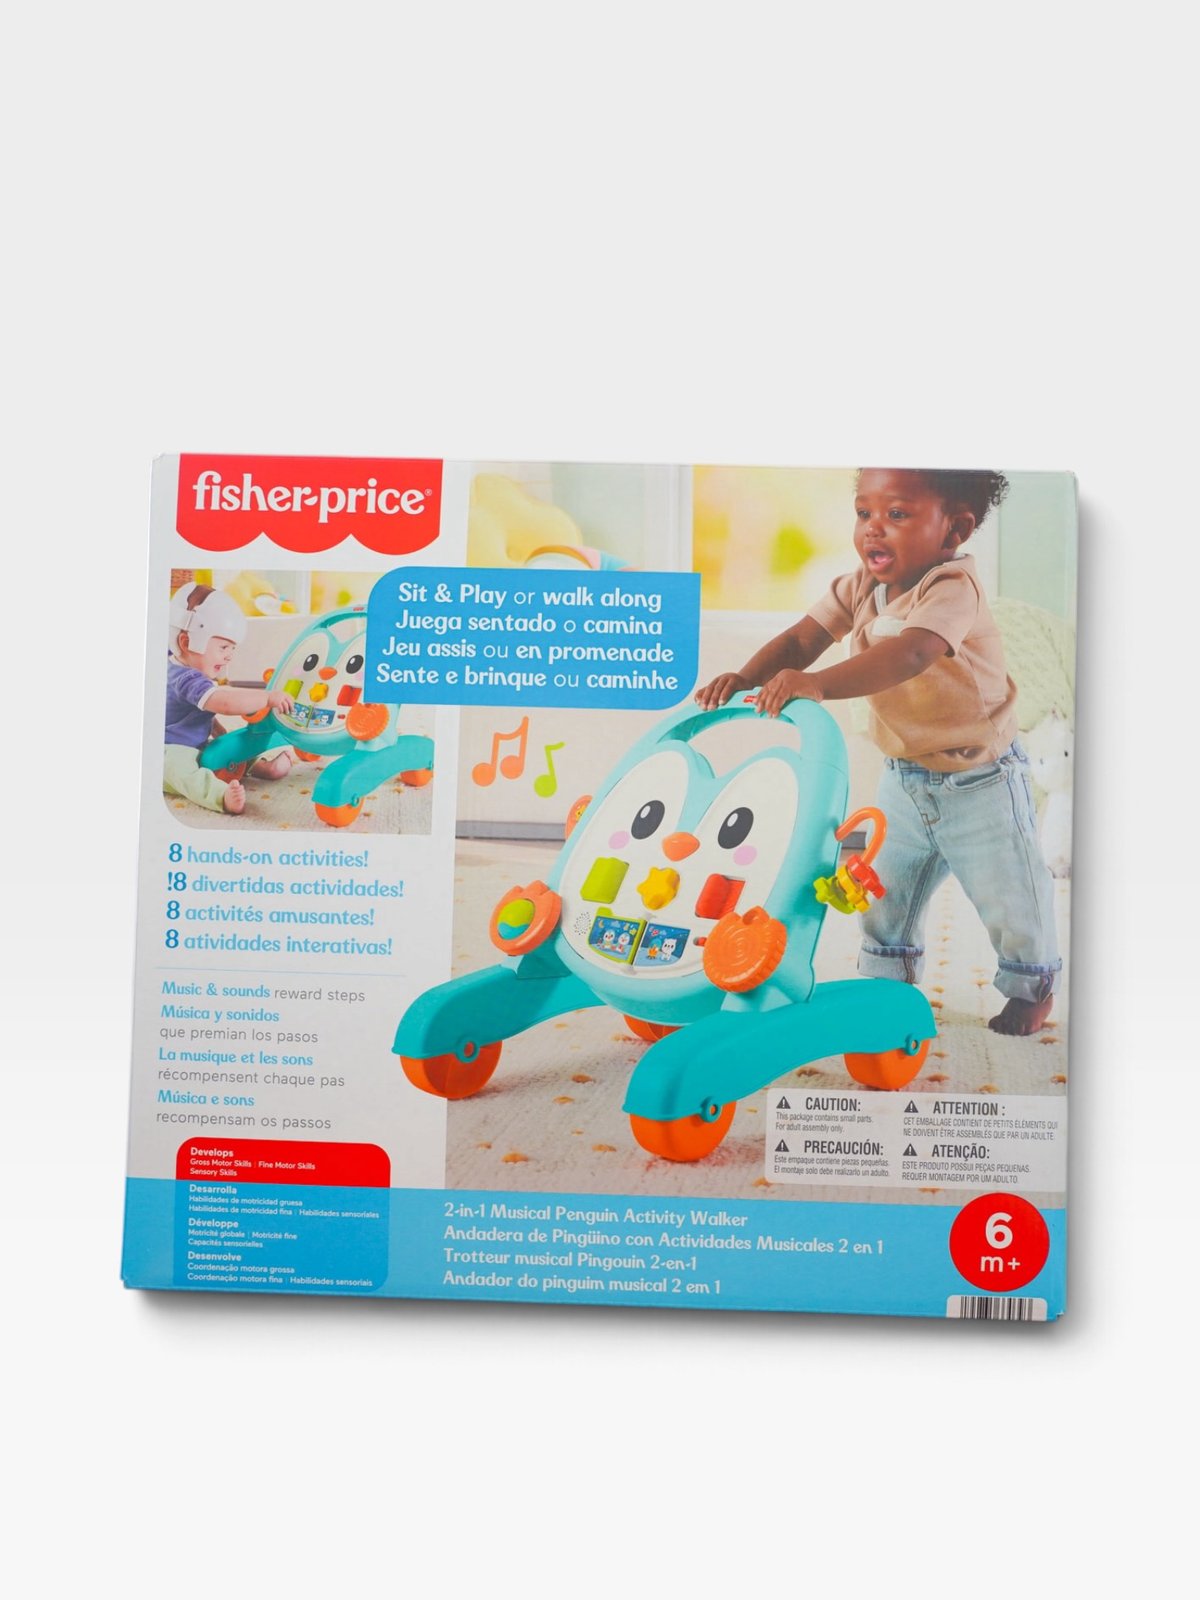 fisher-price®
Sit & Play or walk along
Juega sentado o camina
Jeu assis ou en promenade
Sente e brinque ou caminhe
8 hands-on activities!
!8 divertidas actividades!
8 activités amusantes!
8 atividades interativas!
Music & sounds reward steps
Música y sonidos
que premian los pasos
La musique et les sons
récompensent chaque pas
Música e sons
recompensam os passos
Develops
Gross Motor Skills | Fine Motor Skills
Sensory Skills
Desarrolla
Habilidades de motricidad gruesa
Habilidades de motricidad fina | Habilidades sensoriales
Développe
Motricité globale | Motricité fine
Capacités sensorielles
Desenvolve
Coordenação motora grossa
Coordenação motora fina | Habilidades sensoriais
CAUTION:
This package contains small parts.
For adult assembly only.
PRECAUCIÓN:
Este empaque contiene piezas pequeñas.
El montaje solo debe realizarlo un adulto.
ATTENTION :
CET EMBALLAGE CONTIENT DE PETITS ÉLÉMENTS QUI
NE DOIVENT ÊTRE ASSEMBLÉS QUE PAR UN ADULTE.
ATENÇÃO:
ESTE PRODUTO POSSUI PEÇAS PEQUENAS.
REQUER MONTAGEM POR UM ADULTO.
2-in-1 Musical Penguin Activity Walker
Andadera de Pingüino con Actividades Musicales 2 en 1
Trotteur musical Pingouin 2-en-1
Andador do pinguim musical 2 em 1
6
m+